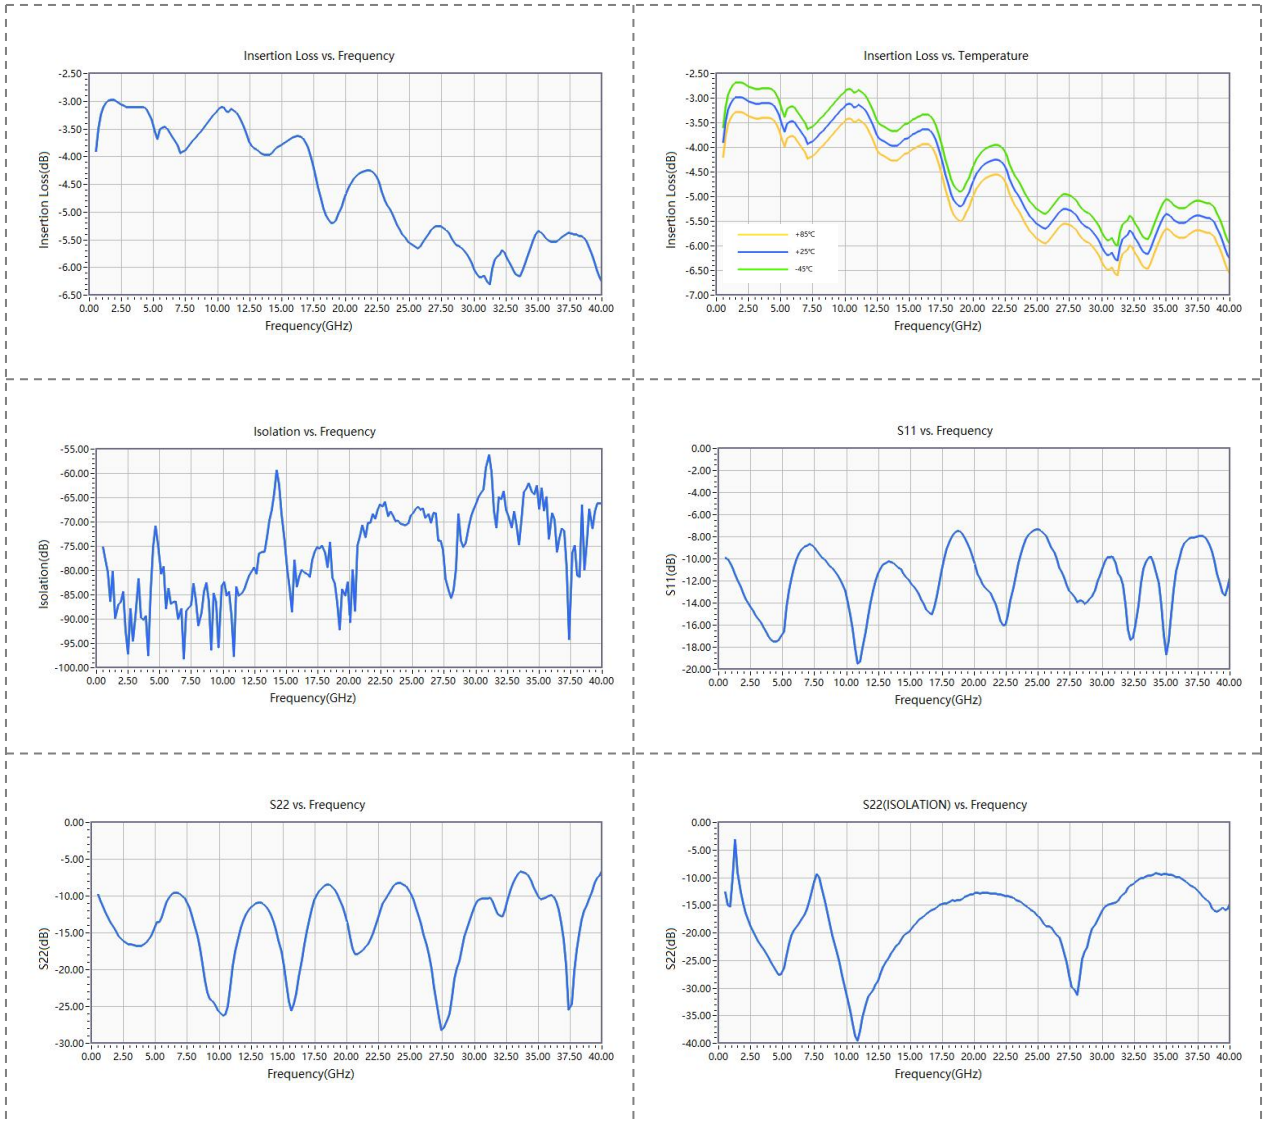 Insertion Loss vs. Frequency
Insertion Loss(dB)
-2.50
-3.00
-3.50
-4.00
-4.50
-5.00
-5.50
-6.00
-6.50
0.00 2.50 5.00 7.50 10.00 12.50 15.00 17.50 20.00 22.50 25.00 27.50 30.00 32.50 35.00 37.50 40.00
Frequency(GHz)
Insertion Loss vs. Temperature
Insertion Loss(dB)
-2.50
-3.00
-3.50
-4.00
-4.50
-5.00
-5.50
-6.00
-6.50
-7.00
+85℃
+25℃
-45℃
0.00 2.50 5.00 7.50 10.00 12.50 15.00 17.50 20.00 22.50 25.00 27.50 30.00 32.50 35.00 37.50 40.00
Frequency(GHz)
Isolation vs. Frequency
Isolation(dB)
-55.00
-60.00
-65.00
-70.00
-75.00
-80.00
-85.00
-90.00
-95.00
-100.00
0.00 2.50 5.00 7.50 10.00 12.50 15.00 17.50 20.00 22.50 25.00 27.50 30.00 32.50 35.00 37.50 40.00
Frequency(GHz)
S11 vs. Frequency
S11(dB)
0.00
-2.00
-4.00
-6.00
-8.00
-10.00
-12.00
-14.00
-16.00
-18.00
-20.00
0.00 2.50 5.00 7.50 10.00 12.50 15.00 17.50 20.00 22.50 25.00 27.50 30.00 32.50 35.00 37.50 40.00
Frequency(GHz)
S22 vs. Frequency
S22(dB)
0.00
-5.00
-10.00
-15.00
-20.00
-25.00
-30.00
0.00 2.50 5.00 7.50 10.00 12.50 15.00 17.50 20.00 22.50 25.00 27.50 30.00 32.50 35.00 37.50 40.00
Frequency(GHz)
S22(ISOLATION) vs. Frequency
S22(dB)
0.00
-5.00
-10.00
-15.00
-20.00
-25.00
-30.00
-35.00
-40.00
0.00 2.50 5.00 7.50 10.00 12.50 15.00 17.50 20.00 22.50 25.00 27.50 30.00 32.50 35.00 37.50 40.00
Frequency(GHz)